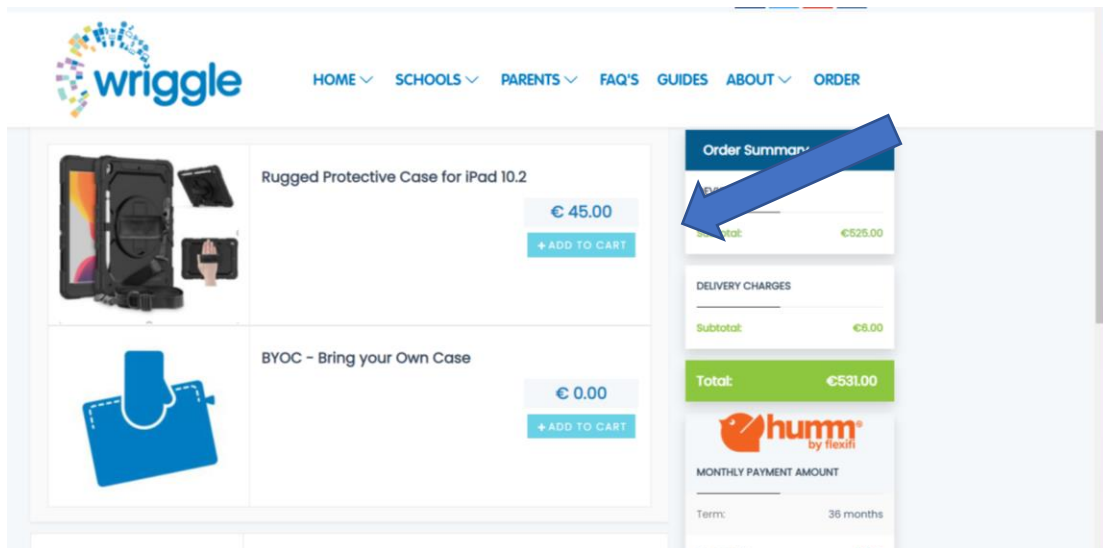 wriggle
HOME SCHOOLS PARENTS FAQ'S GUIDES ABOUT ORDER
Rugged Protective Case for iPad 10.2
€ 45.00
+ ADD TO CART
BYOC - Bring your Own Case
€ 0.00
+ ADD TO CART
Order Summary
Subtotal: €525.00
DELIVERY CHARGES
Subtotal: €6.00
Total: €531.00
humm®
by flexifi
MONTHLY PAYMENT AMOUNT
Term: 36 months